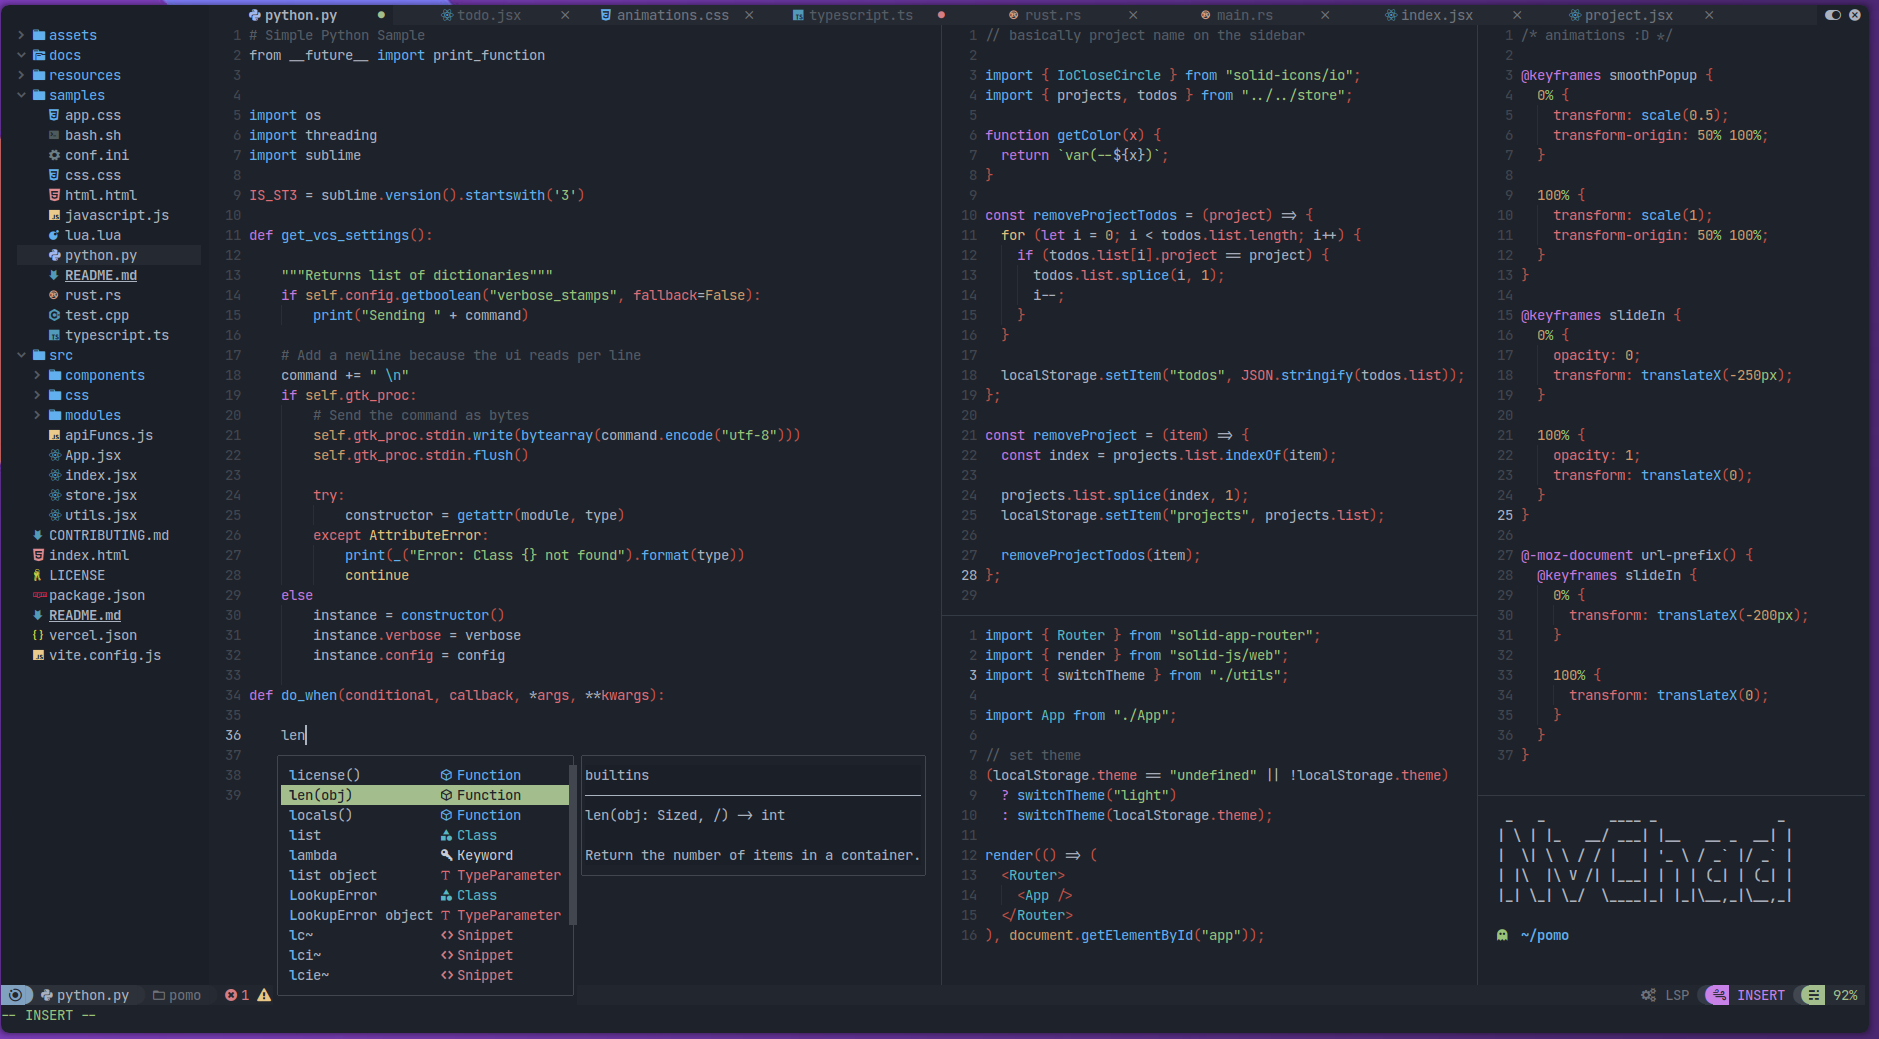 python.py todo.jsx animations.css typescript.ts rust.rs main.rs index.jsx project.jsx
assets
docs
resources
samples
app.css
bash.sh
conf.ini
css.css
html.html
javascript.js
lua.lua
python.py
README.md
rust.rs
test.cpp
typescript.ts
src
components
css
modules
apiFuncs.js
App.jsx
index.jsx
store.jsx
utils.jsx
CONTRIBUTING.md
index.html
LICENSE
package.json
README.md
vercel.json
vite.config.js
1 # Simple Python Sample
2 from __future__ import print_function
3
4
5 import os
6 import threading
7 import sublime
8
9 IS_ST3 = sublime.version().startswith('3')
10
11 def get_vcs_settings():
12
13     """Returns list of dictionaries"""
14     if self.config.getboolean("verbose_stamps", fallback=False):
15         print("Sending " + command)
16
17     # Add a newline because the ui reads per line
18     command += " \n"
19     if self.gtk_proc:
20         # Send the command as bytes
21         self.gtk_proc.stdin.write(bytearray(command.encode("utf-8")))
22         self.gtk_proc.stdin.flush()
23
24         try:
25             constructor = getattr(module, type)
26         except AttributeError:
27             print(_("Error: Class {} not found").format(type))
28             continue
29     else
30         instance = constructor()
31         instance.verbose = verbose
32         instance.config = config
33
34 def do_when(conditional, callback, *args, **kwargs):
35
36     len
37
38
39
license() Function
len(obj) Function
locals() Function
list Class
lambda Keyword
list object TypeParameter
LookupError Class
LookupError object TypeParameter
lc~ Snippet
lci~ Snippet
lcie~ Snippet
builtins
len(obj: Sized, /) -> int
Return the number of items in a container.
1 // basically project name on the sidebar
2
3 import { IoCloseCircle } from "solid-icons/io";
4 import { projects, todos } from "../../store";
5
6 function getColor(x) {
7   return `var(--${x})`;
8 }
9
10 const removeProjectTodos = (project) => {
11   for (let i = 0; i < todos.list.length; i++) {
12     if (todos.list[i].project == project) {
13       todos.list.splice(i, 1);
14       i--;
15     }
16   }
17
18   localStorage.setItem("todos", JSON.stringify(todos.list));
19 };
20
21 const removeProject = (item) => {
22   const index = projects.list.indexOf(item);
23
24   projects.list.splice(index, 1);
25   localStorage.setItem("projects", projects.list);
26
27   removeProjectTodos(item);
28 };
29
1 import { Router } from "solid-app-router";
2 import { render } from "solid-js/web";
3 import { switchTheme } from "./utils";
4
5 import App from "./App";
6
7 // set theme
8 (localStorage.theme == "undefined" || !localStorage.theme)
9   ? switchTheme("light")
10   : switchTheme(localStorage.theme);
11
12 render(() => (
13   <Router>
14     <App />
15   </Router>
16 ), document.getElementById("app"));
1 /* animations :D */
2
3 @keyframes smoothPopup {
4   0% {
5     transform: scale(0.5);
6     transform-origin: 50% 100%;
7   }
8
9   100% {
10     transform: scale(1);
11     transform-origin: 50% 100%;
12   }
13 }
14
15 @keyframes slideIn {
16   0% {
17     opacity: 0;
18     transform: translateX(-250px);
19   }
20
21   100% {
22     opacity: 1;
23     transform: translateX(0);
24   }
25 }
26
27 @-moz-document url-prefix() {
28   @keyframes slideIn {
29     0% {
30       transform: translateX(-200px);
31     }
32
33     100% {
34       transform: translateX(0);
35     }
36   }
37 }
NvChad
~/pomo
python.py pomo 1 LSP INSERT 92%
-- INSERT --